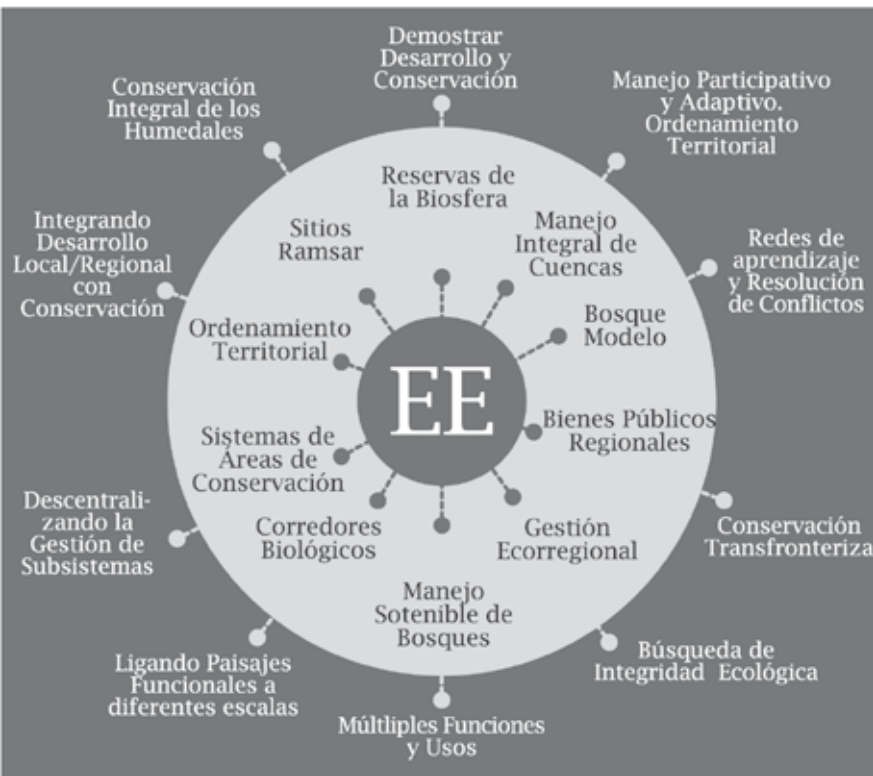 Demostrar
Desarrollo y
Conservación
Manejo Participativo
y Adaptivo.
Ordenamiento
Territorial
Redes de
aprendizaje
y Resolución
de Conflictos
Conservación
Transfronteriza
Búsqueda de
Integridad Ecológica
Múltliples Funciones
y Usos
Ligando Paisajes
Funcionales a
diferentes escalas
Descentrali-
zando la
Gestión de
Subsistemas
Integrando
Desarrollo
Local/Regional
con
Conservación
Conservación
Integral de los
Humedales
Reservas de
la Biosfera
Manejo
Integral de
Cuencas
Bosque
Modelo
Bienes Públicos
Regionales
Gestión
Ecorregional
Manejo
Sotenible de
Bosques
Corredores
Biológicos
Sistemas de
Áreas de
Conservación
Ordenamiento
Territorial
Sitios
Ramsar
EE